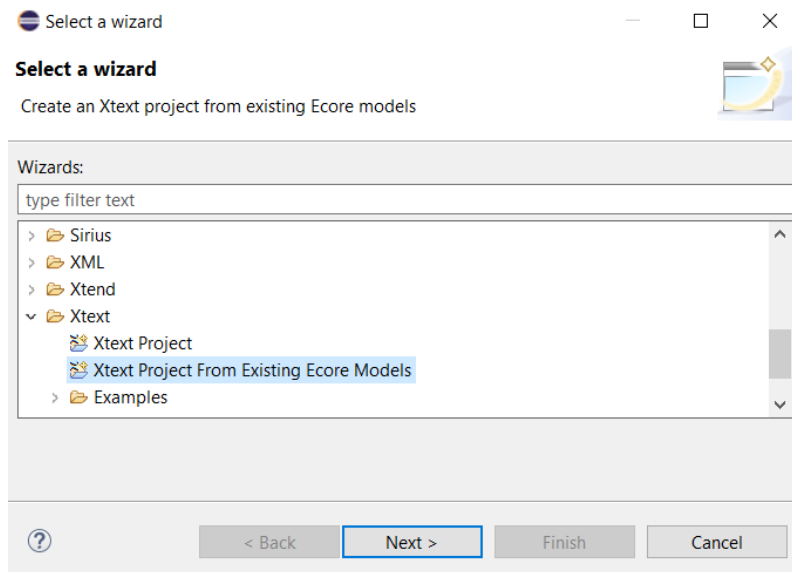 Select a wizard
Select a wizard
Create an Xtext project from existing Ecore models
Wizards:
type filter text
Sirius
XML
Xtend
Xtext
Xtext Project
Xtext Project From Existing Ecore Models
Examples
?
< Back
Next >
Finish
Cancel